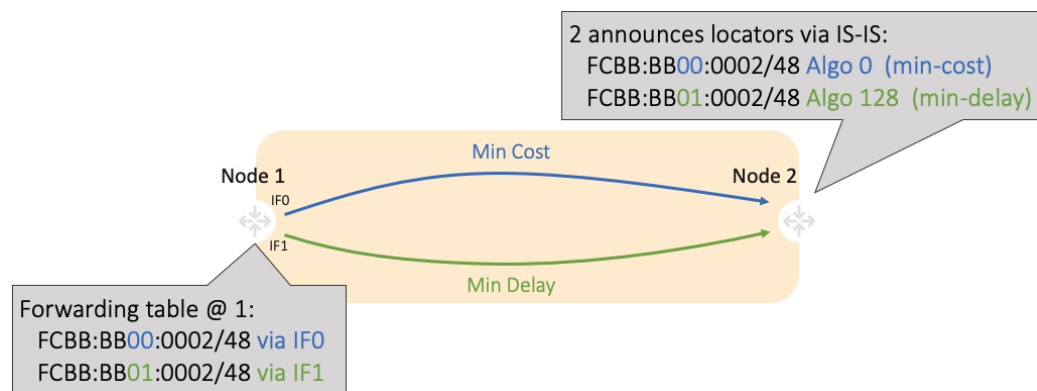 2 announces locators via IS-IS:
FCBB:BB00:0002/48 Algo 0 (min-cost)
FCBB:BB01:0002/48 Algo 128 (min-delay)
Min Cost
Node 1
Node 2
IF0
IF1
Min Delay
Forwarding table @ 1:
FCBB:BB00:0002/48 via IF0
FCBB:BB01:0002/48 via IF1